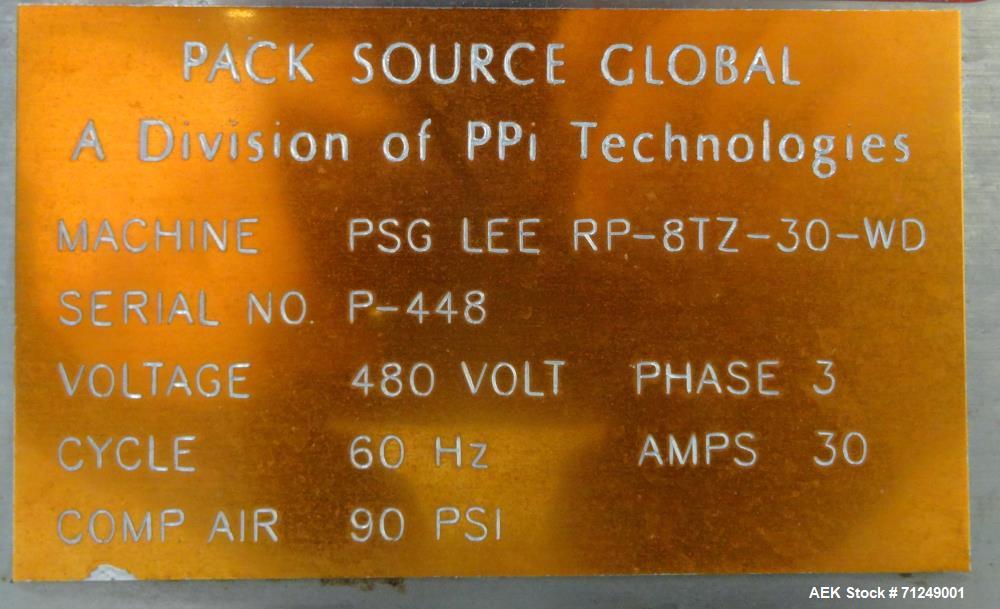 PACK SOURCE GLOBAL
A Division of PPi Technologies
MACHINE PSG LEE RP-8TZ-30-WD
SERIAL NO. P-448
VOLTAGE 480 VOLT PHASE 3
CYCLE 60 Hz AMPS 30
COMP AIR 90 PSI
AEK Stock # 71249001